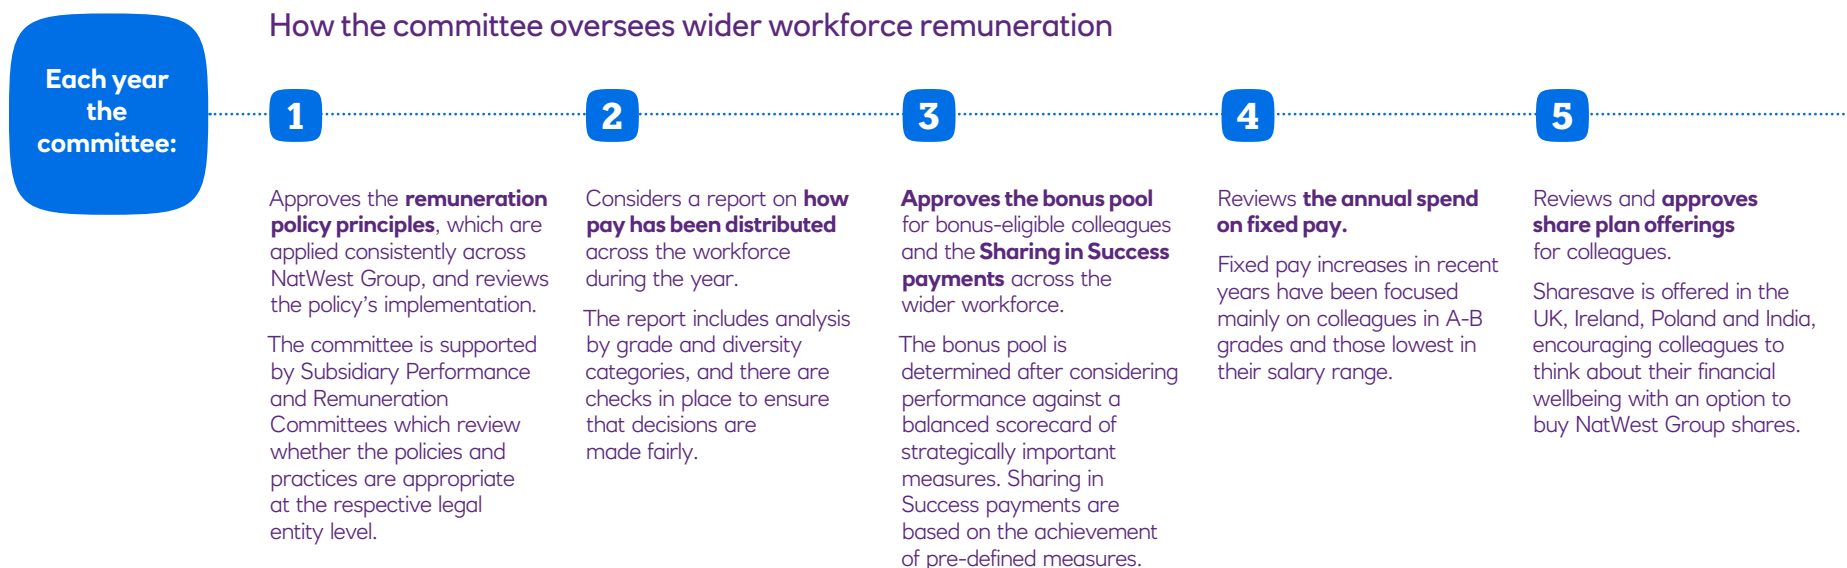 How the committee oversees wider workforce remuneration
Each year
the
committee:
1
Approves the remuneration
policy principles, which are
applied consistently across
NatWest Group, and reviews
the policy's implementation.
The committee is supported
by Subsidiary Performance
and Remuneration
Committees which review
whether the policies and
practices are appropriate
at the respective legal
entity level.
2
Considers a report on how
pay has been distributed
across the workforce
during the year.
The report includes analysis
by grade and diversity
categories, and there are
checks in place to ensure
that decisions are
made fairly.
3
Approves the bonus pool
for bonus-eligible colleagues
and the Sharing in Success
payments across the
wider workforce.
The bonus pool is
determined after considering
performance against a
balanced scorecard of
strategically important
measures. Sharing in
Success payments are
based on the achievement
of pre-defined measures.
4
Reviews the annual spend
on fixed pay.
Fixed pay increases in recent
years have been focused
mainly on colleagues in A-B
grades and those lowest in
their salary range.
5
Reviews and approves
share plan offerings
for colleagues.
Sharesave is offered in the
UK, Ireland, Poland and India,
encouraging colleagues to
think about their financial
wellbeing with an option to
buy NatWest Group shares.